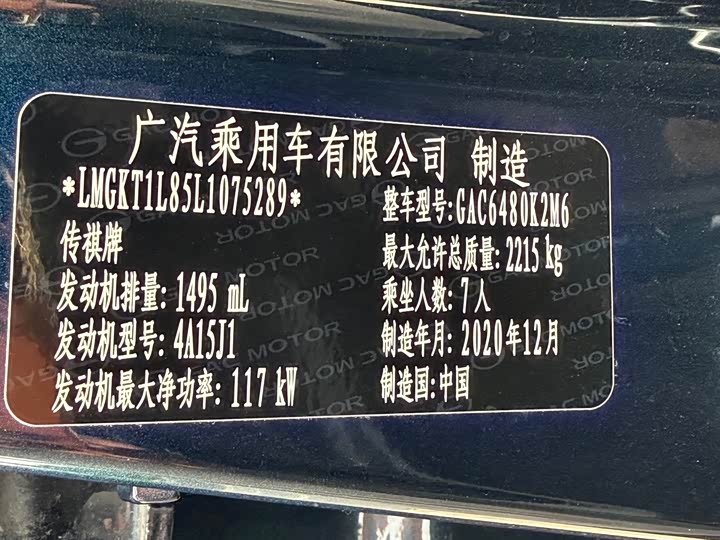 广汽乘用车有限公司 制造
*LMGKT1L85L1075289*
整车型号:GAC6480K2M6
传祺牌
最大允许总质量:2215 kg
发动机排量:1495 mL
乘坐人数:7人
发动机型号:4A15J1
制造年月:2020年12月
发动机最大净功率:117 kW
制造国:中国
GAC MOTOR